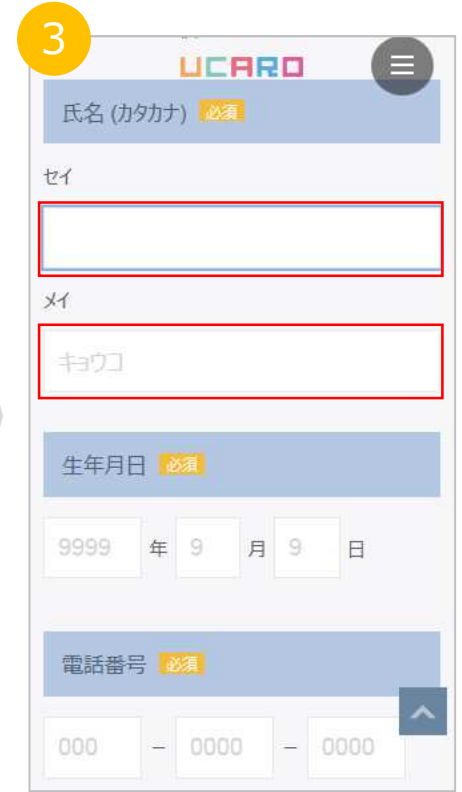 3
UCARO
氏名 (カタカナ) 必須
セイ
メイ
キョウコ
生年月日 必須
9999 年 9 月 9 日
電話番号 必須
000 − 0000 − 0000